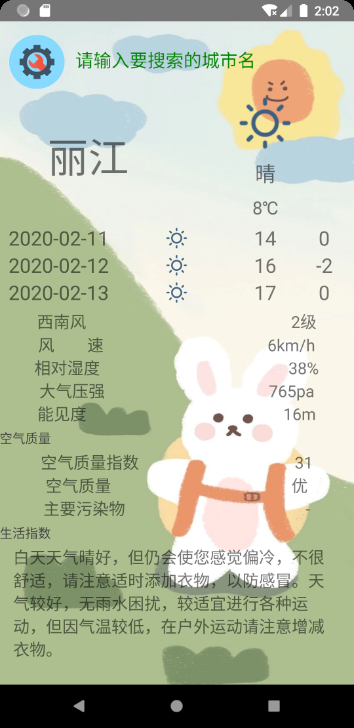 2:02
请输入要搜索的城市名
丽江
晴
8℃
2020-02-11 14 0
2020-02-12 16 -2
2020-02-13 17 0
西南风 2级
风 速 6km/h
相对湿度 38%
大气压强 765pa
能见度 16m
空气质量
空气质量指数 31
空气质量 优
主要污染物 -
生活指数
白天天气晴好，但仍会使您感觉偏冷，不很
舒适，请注意适时添加衣物，以防感冒。天
气较好，无雨水困扰，较适宜进行各种运
动，但因气温较低，在户外运动请注意增减
衣物。